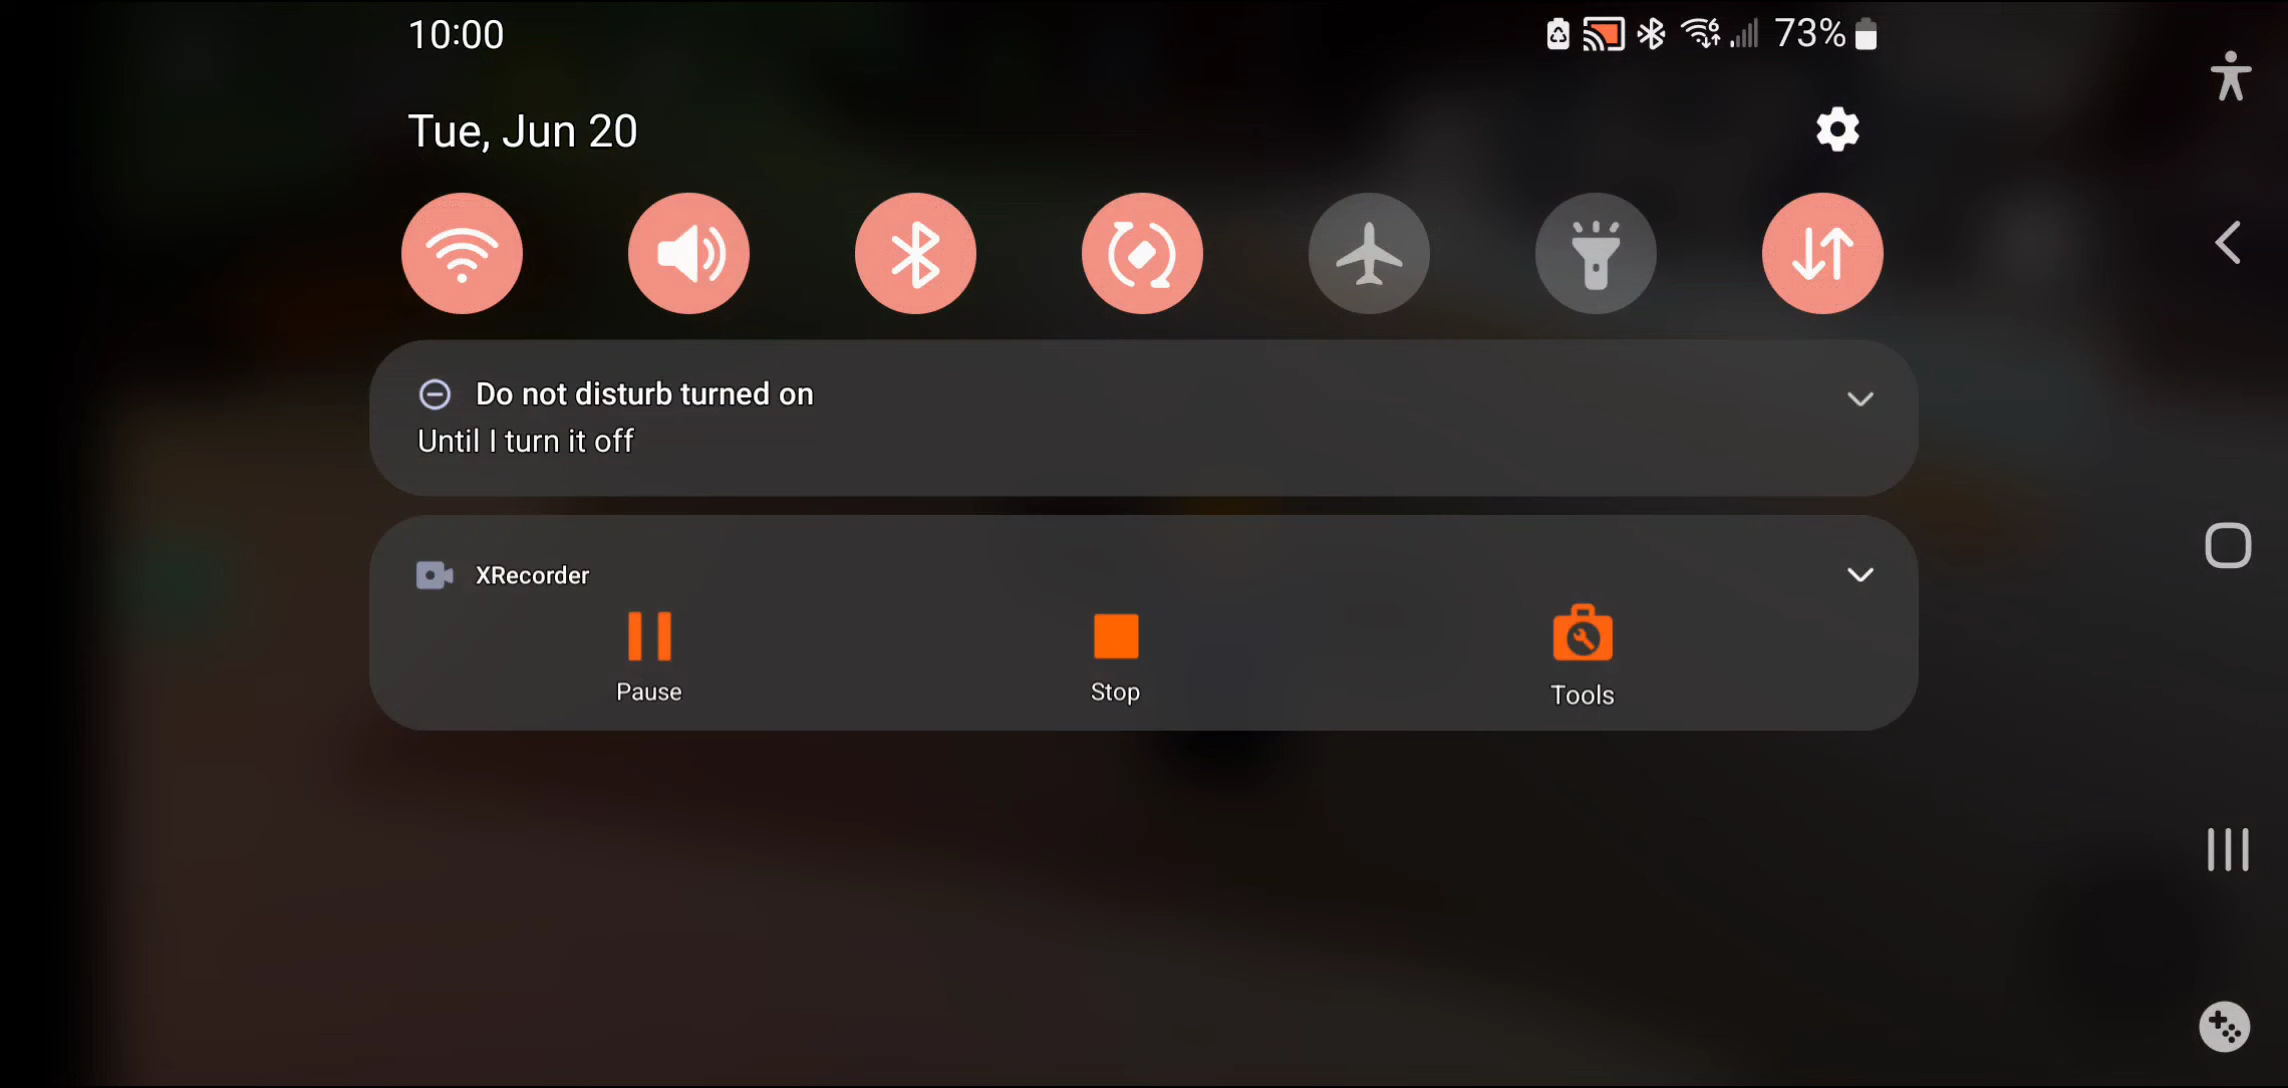 10:00
73%
Tue, Jun 20
Do not disturb turned on
Until I turn it off
XRecorder
Pause
Stop
Tools